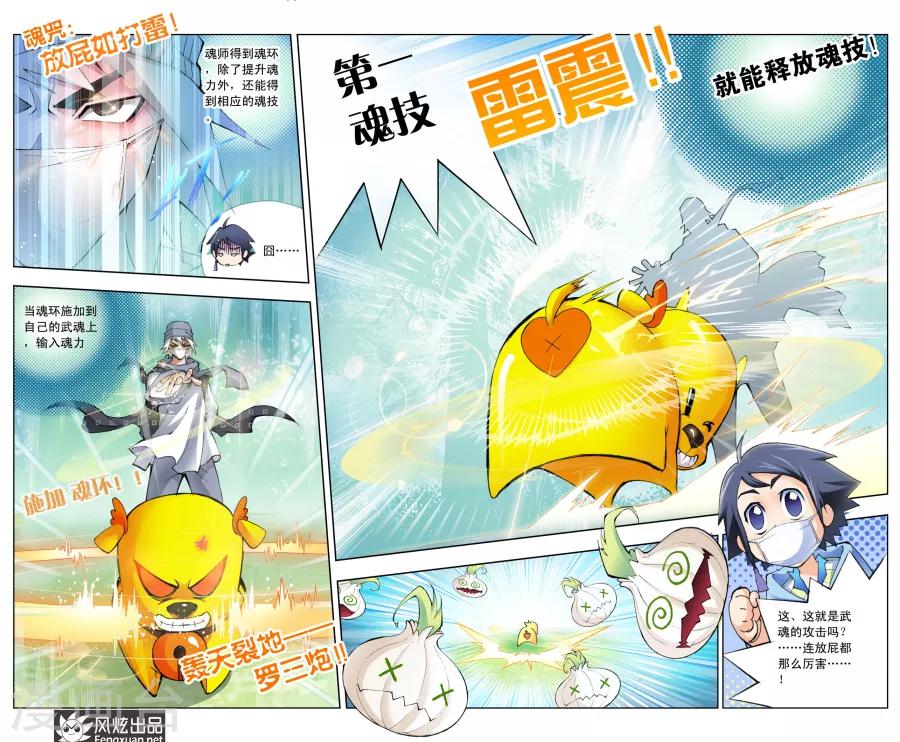 魂咒：
放屁如打雷！
魂师得到魂环
，除了提升魂
力外，还能得
到相应的魂技
。
囧……
第一
魂技
雷震!!
就能释放魂技！
当魂环施加到
自己的武魂上
，输入魂力
施加 魂环！！
轰天裂地——
罗三炮!!
这、这就是武
魂的攻击吗？
……连放屁都
那么厉害……
！
漫画台
风炫出品
Fengxuan.net